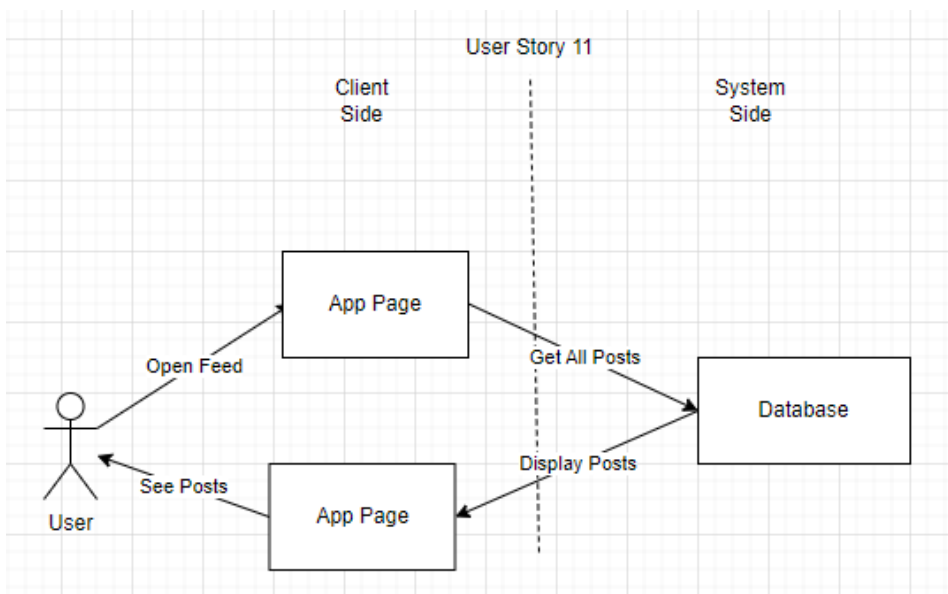 User Story 11
Client
Side
System
Side
App Page
Open Feed
Get All Posts
Database
Display Posts
See Posts
App Page
User